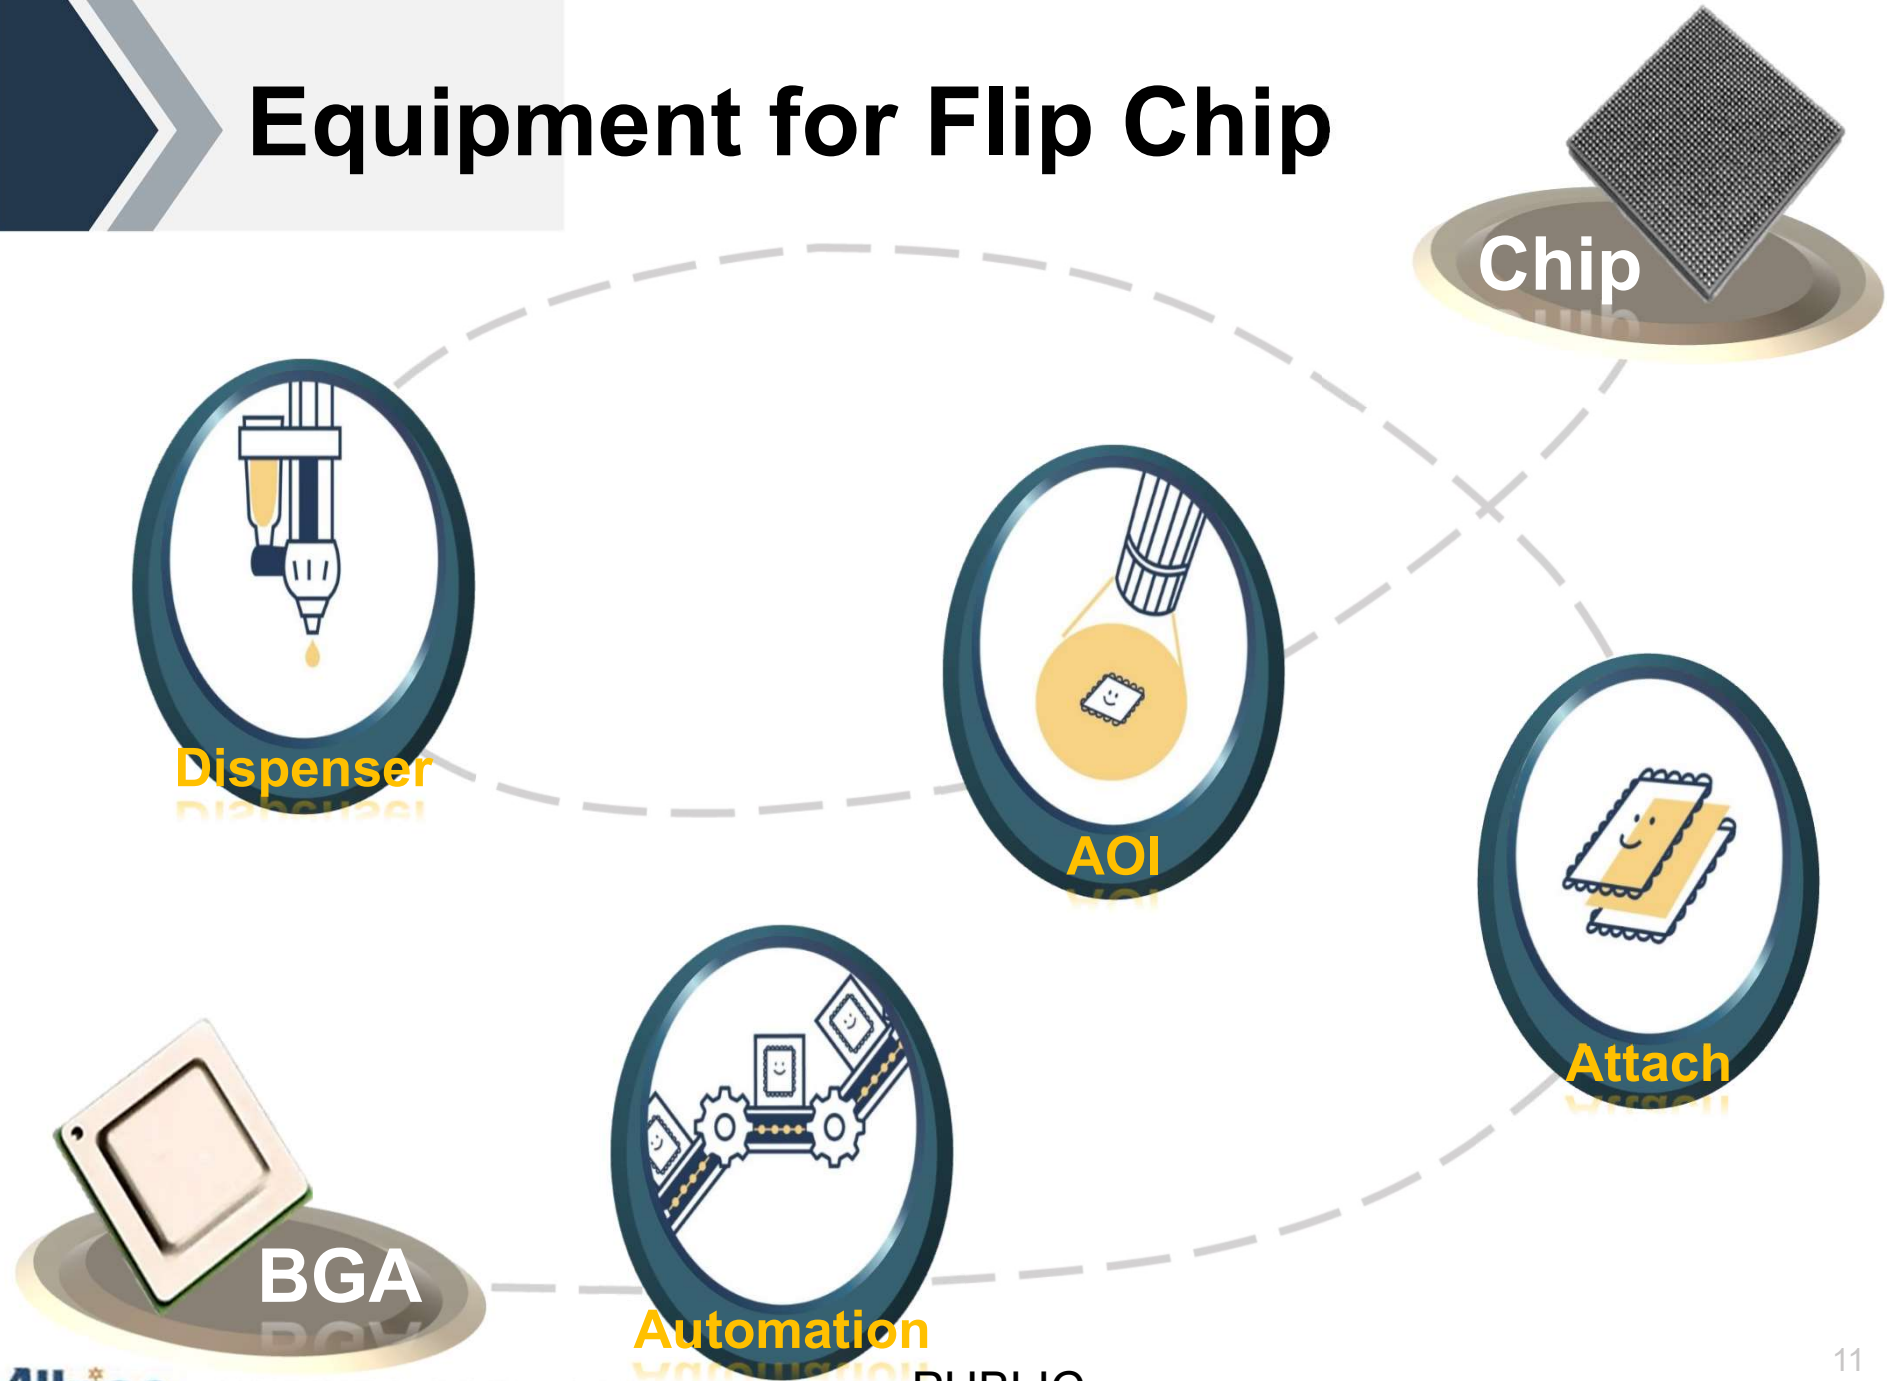 Equipment for Flip Chip
Chip
Dispenser
AOI
Attach
BGA
Automation
11